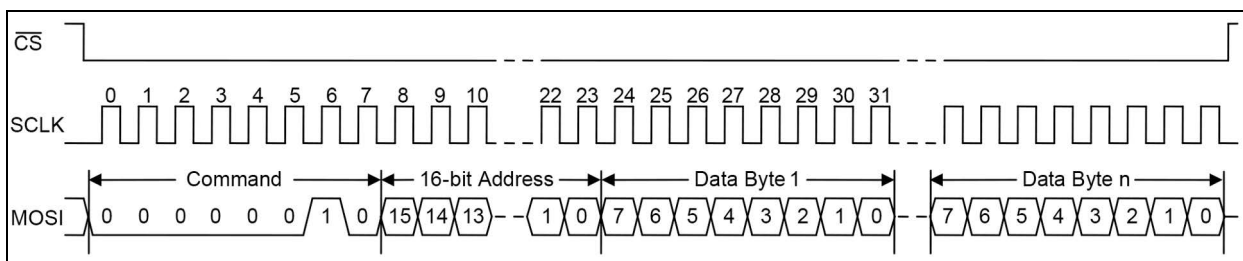 CS
0 1 2 3 4 5 6 7 8 9 10 22 23 24 25 26 27 28 29 30 31
SCLK
Command 16-bit Address Data Byte 1 Data Byte n
MOSI 0 0 0 0 0 0 1 0 15 14 13 1 0 7 6 5 4 3 2 1 0 7 6 5 4 3 2 1 0